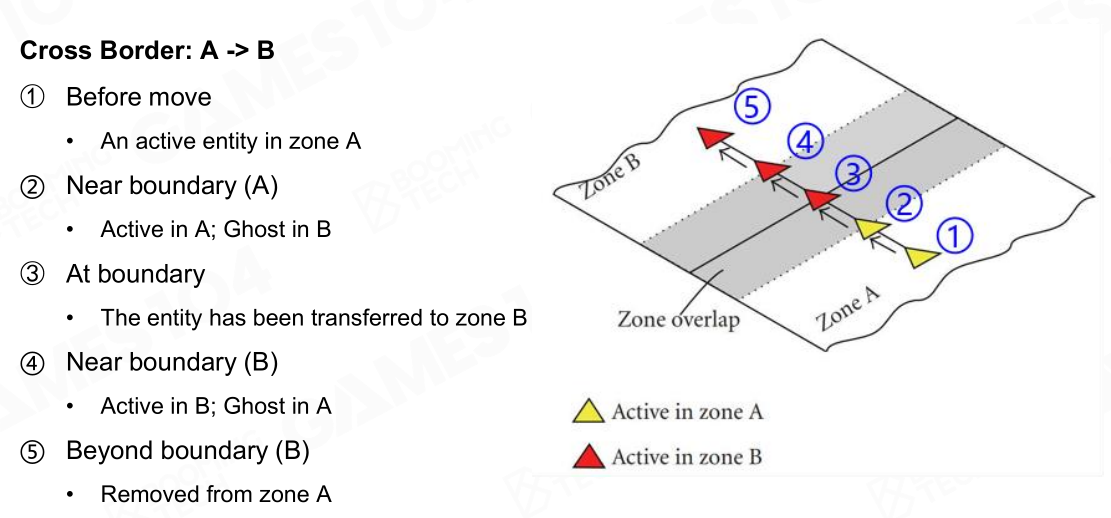 Cross Border: A -> B
① Before move
• An active entity in zone A
② Near boundary (A)
• Active in A; Ghost in B
③ At boundary
• The entity has been transferred to zone B
④ Near boundary (B)
• Active in B; Ghost in A
⑤ Beyond boundary (B)
• Removed from zone A
⑤
④
③
②
①
Zone B
Zone A
Zone overlap
Active in zone A
Active in zone B
GAMES104